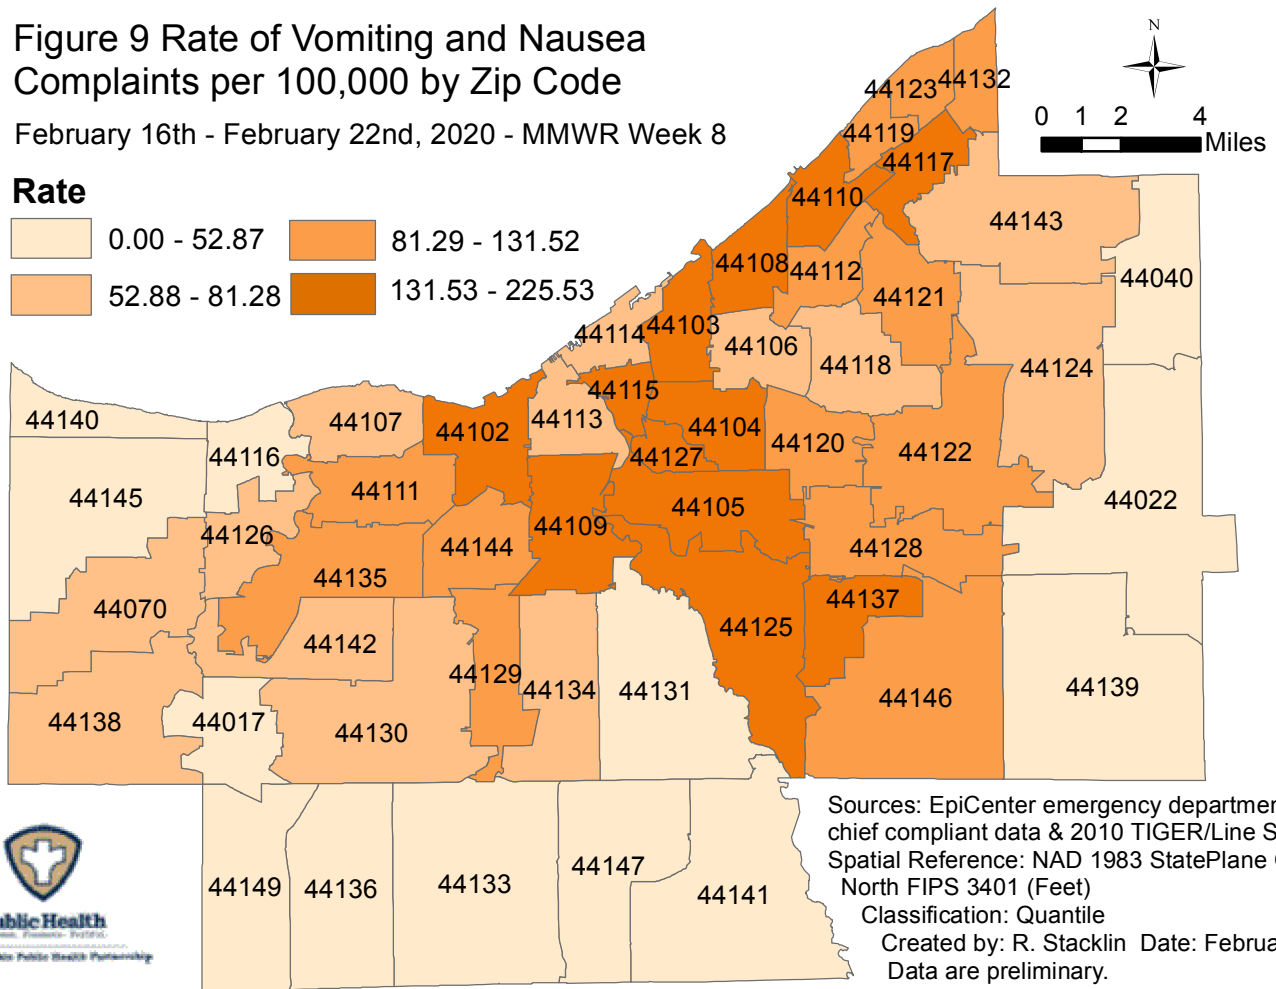 Figure 9 Rate of Vomiting and Nausea
Complaints per 100,000 by Zip Code
February 16th - February 22nd, 2020 - MMWR Week 8
Rate
0.00 - 52.87
81.29 - 131.52
52.88 - 81.28
131.53 - 225.53
N
0 1 2 4
Miles
44123
44132
44119
44117
44110
44143
44108
44112
44040
44121
44114
44103
44106
44118
44124
44115
44140
44107
44102
44113
44104
44120
44122
44116
44127
44145
44111
44022
44105
44126
44109
44144
44128
44135
44070
44137
44125
44142
44129
44134
44131
44139
44146
44138
44017
44130
44149
44136
44133
44147
44141
Sources: EpiCenter emergency departmen
chief compliant data & 2010 TIGER/Line S
Spatial Reference: NAD 1983 StatePlane
North FIPS 3401 (Feet)
Classification: Quantile
Created by: R. Stacklin Date: Februa
Data are preliminary.
ublic Health
Public Health Partnership